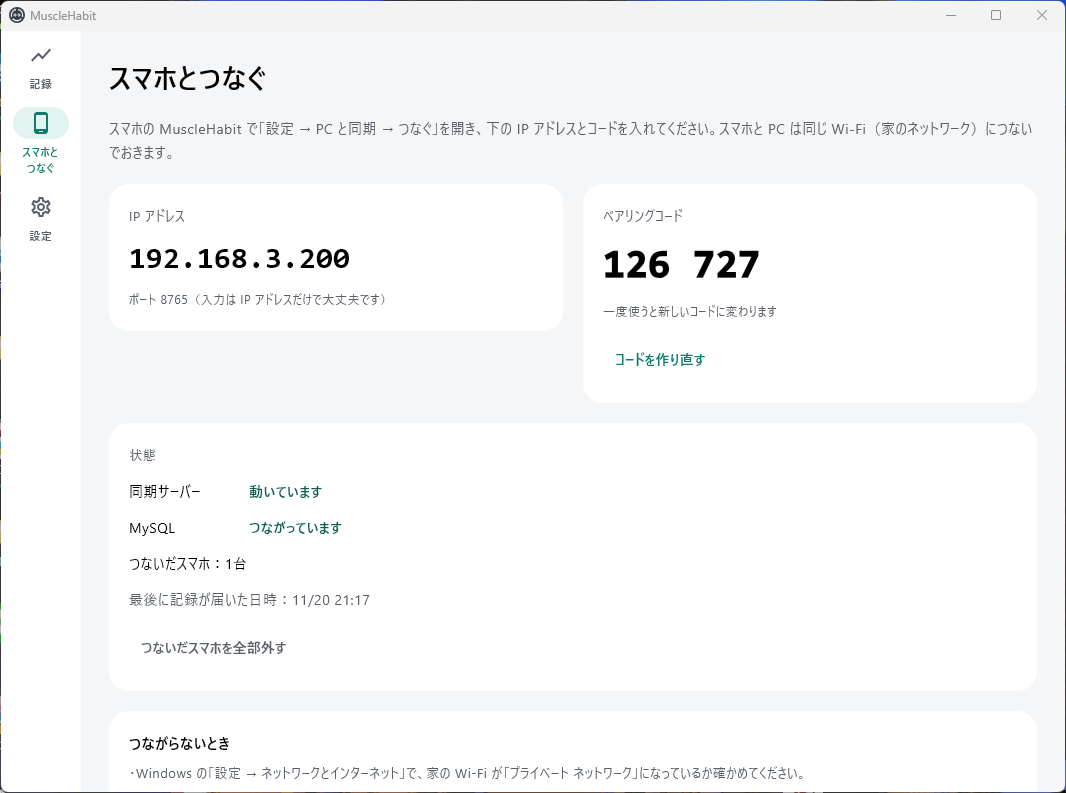 MuscleHabit
記録
スマホと
つなぐ
設定
スマホとつなぐ
スマホの MuscleHabit で「設定 → PC と同期 → つなぐ」を開き、下の IP アドレスとコードを入れてください。スマホと PC は同じ Wi-Fi（家のネットワーク）につない
でおきます。
IP アドレス
192.168.3.200
ポート 8765（入力は IP アドレスだけで大丈夫です）
ペアリングコード
126 727
一度使うと新しいコードに変わります
コードを作り直す
状態
同期サーバー 動いています
MySQL つながっています
つないだスマホ：1台
最後に記録が届いた日時：11/20 21:17
つないだスマホを全部外す
つながらないとき
・Windows の「設定 → ネットワークとインターネット」で、家の Wi-Fi が「プライベート ネットワーク」になっているか確かめてください。